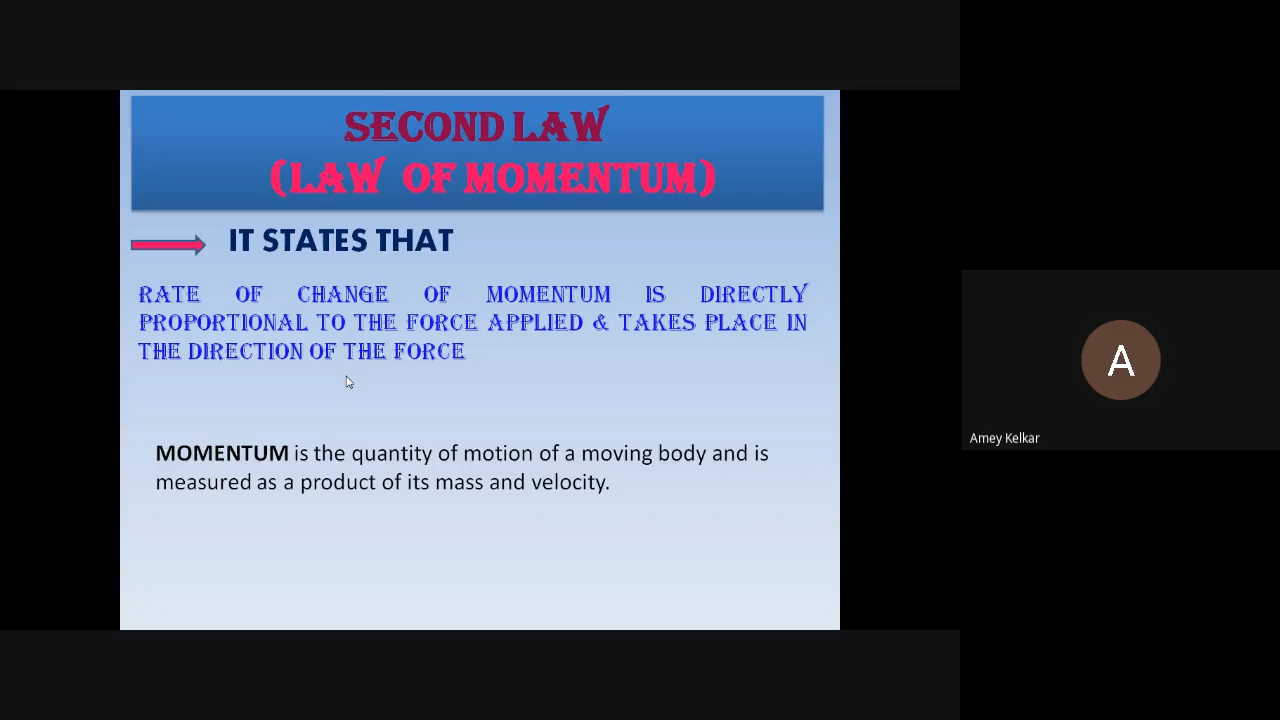 SECOND LAW
(LAW OF MOMENTUM)
IT STATES THAT
RATE OF CHANGE OF MOMENTUM IS DIRECTLY
PROPORTIONAL TO THE FORCE APPLIED & TAKES PLACE IN
THE DIRECTION OF THE FORCE
MOMENTUM is the quantity of motion of a moving body and is
measured as a product of its mass and velocity.
A
Amey Kelkar